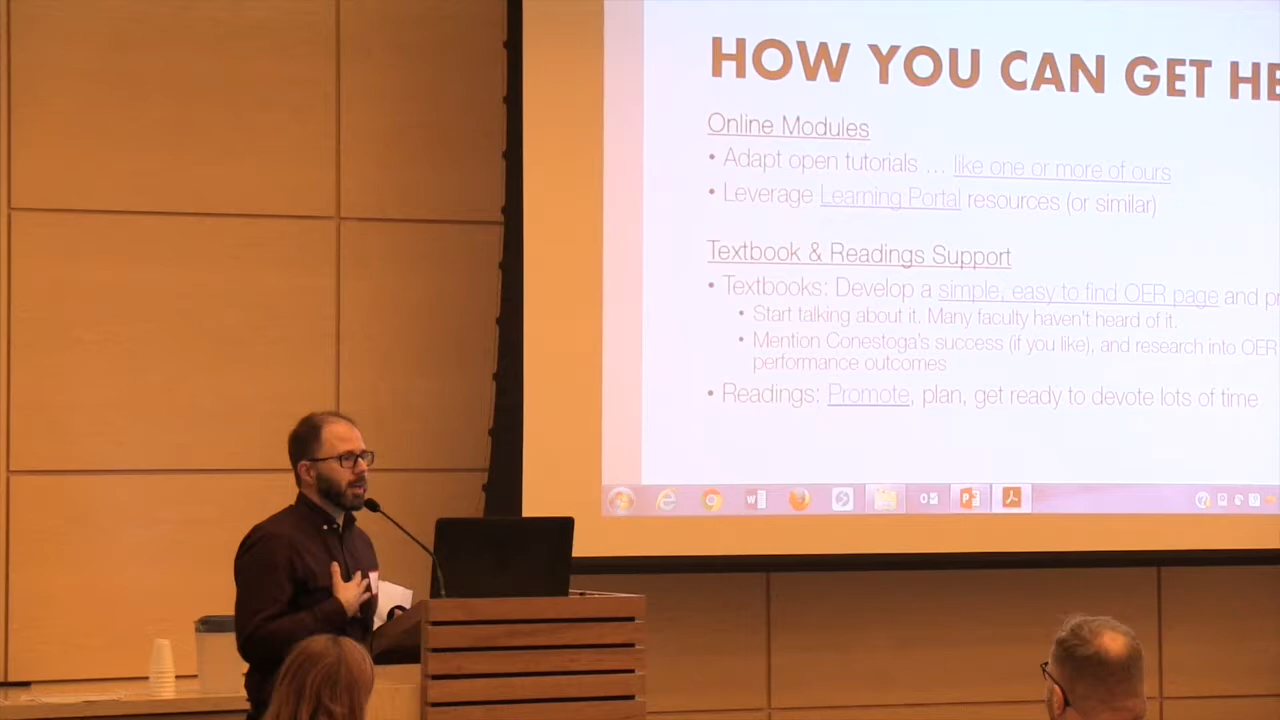 HOW YOU CAN GET HE
Online Modules
• Adapt open tutorials … like one or more of ours
• Leverage Learning Portal resources (or similar)
Textbook & Readings Support
• Textbooks: Develop a simple, easy to find OER page and pr
• Start talking about it. Many faculty haven't heard of it.
• Mention Conestoga's success (if you like), and research into OER
performance outcomes
• Readings: Promote, plan, get ready to devote lots of time